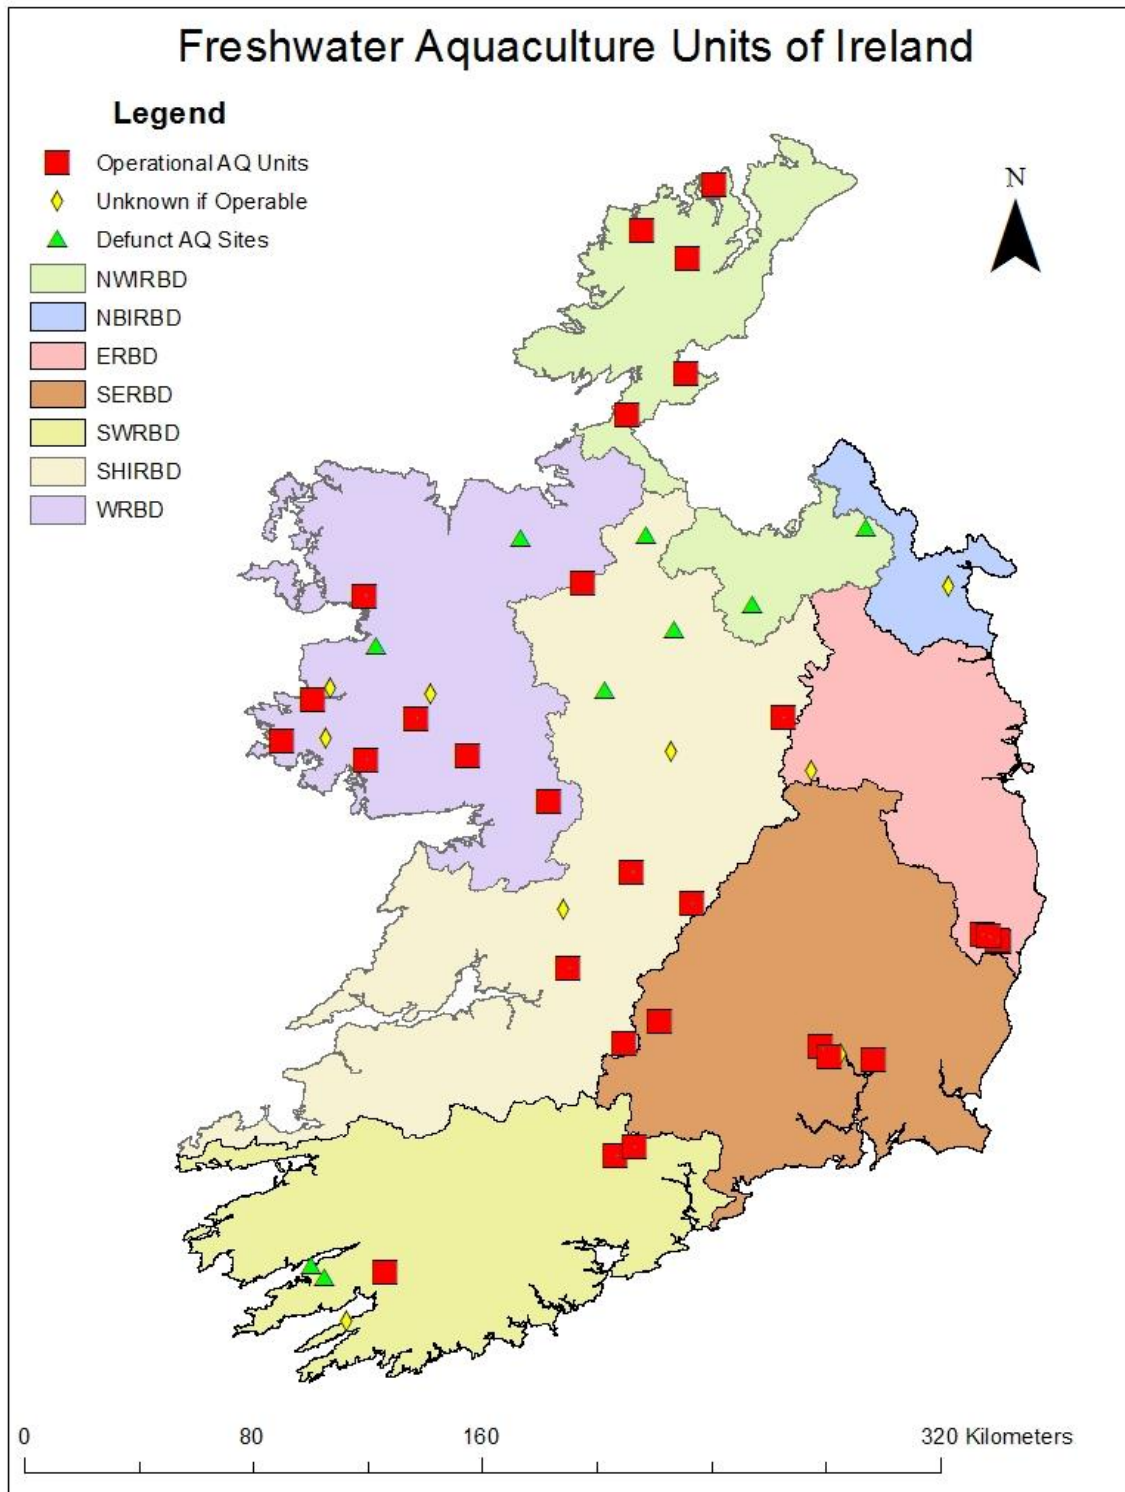 Freshwater Aquaculture Units of Ireland
Legend
Operational AQ Units
Unknown if Operable
Defunct AQ Sites
NWIRBD
NBIRBD
ERBD
SERBD
SWRBD
SHIRBD
WRBD
N
0 80 160 320 Kilometers